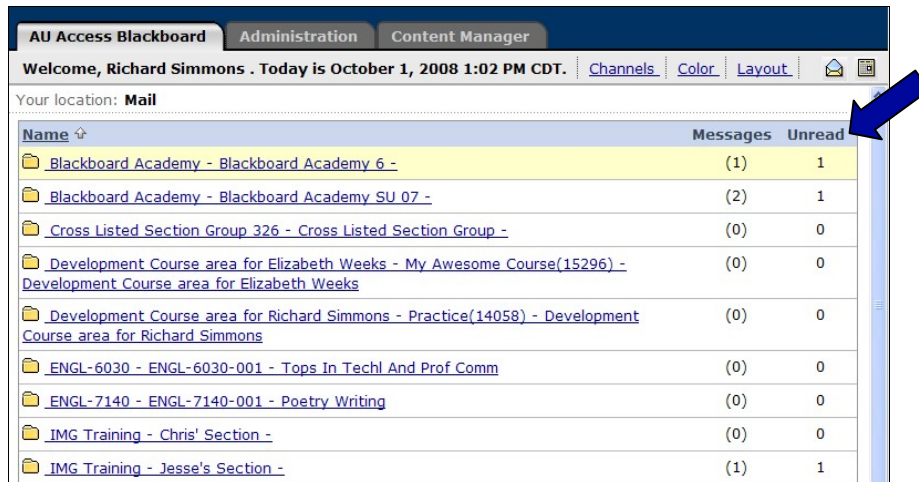 AU Access Blackboard Administration Content Manager
Welcome, Richard Simmons . Today is October 1, 2008 1:02 PM CDT. Channels Color Layout
Your location: Mail
Name Messages Unread
Blackboard Academy - Blackboard Academy 6 - (1) 1
Blackboard Academy - Blackboard Academy SU 07 - (2) 1
Cross Listed Section Group 326 - Cross Listed Section Group - (0) 0
Development Course area for Elizabeth Weeks - My Awesome Course(15296) - (0) 0
Development Course area for Elizabeth Weeks
Development Course area for Richard Simmons - Practice(14058) - Development (0) 0
Course area for Richard Simmons
ENGL-6030 - ENGL-6030-001 - Tops In Techl And Prof Comm (0) 0
ENGL-7140 - ENGL-7140-001 - Poetry Writing (0) 0
IMG Training - Chris' Section - (0) 0
IMG Training - Jesse's Section - (1) 1